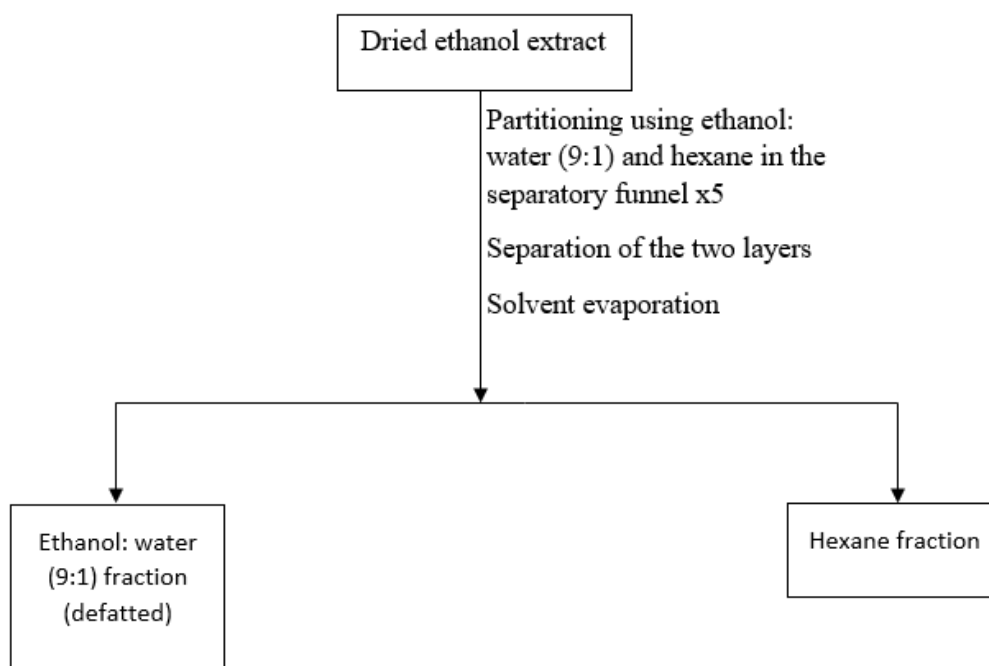 Dried ethanol extract
Partitioning using ethanol:
water (9:1) and hexane in the
separatory funnel x5
Separation of the two layers
Solvent evaporation
Ethanol: water
(9:1) fraction
(defatted)
Hexane fraction